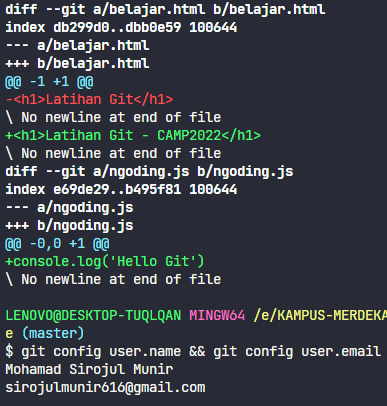 diff --git a/belajar.html b/belajar.html
index db299d0..dbb0e59 100644
--- a/belajar.html
+++ b/belajar.html
@@ -1 +1 @@
-<h1>Latihan Git</h1>
\ No newline at end of file
+<h1>Latihan Git - CAMP2022</h1>
\ No newline at end of file
diff --git a/ngoding.js b/ngoding.js
index e69de29..b495f81 100644
--- a/ngoding.js
+++ b/ngoding.js
@@ -0,0 +1 @@
+console.log('Hello Git')
\ No newline at end of file
LENOVO@DESKTOP-TUQLQAN MINGW64 /e/KAMPUS-MERDEKA
e (master)
$ git config user.name && git config user.email
Mohamad Sirojul Munir
sirojulmunir616@gmail.com